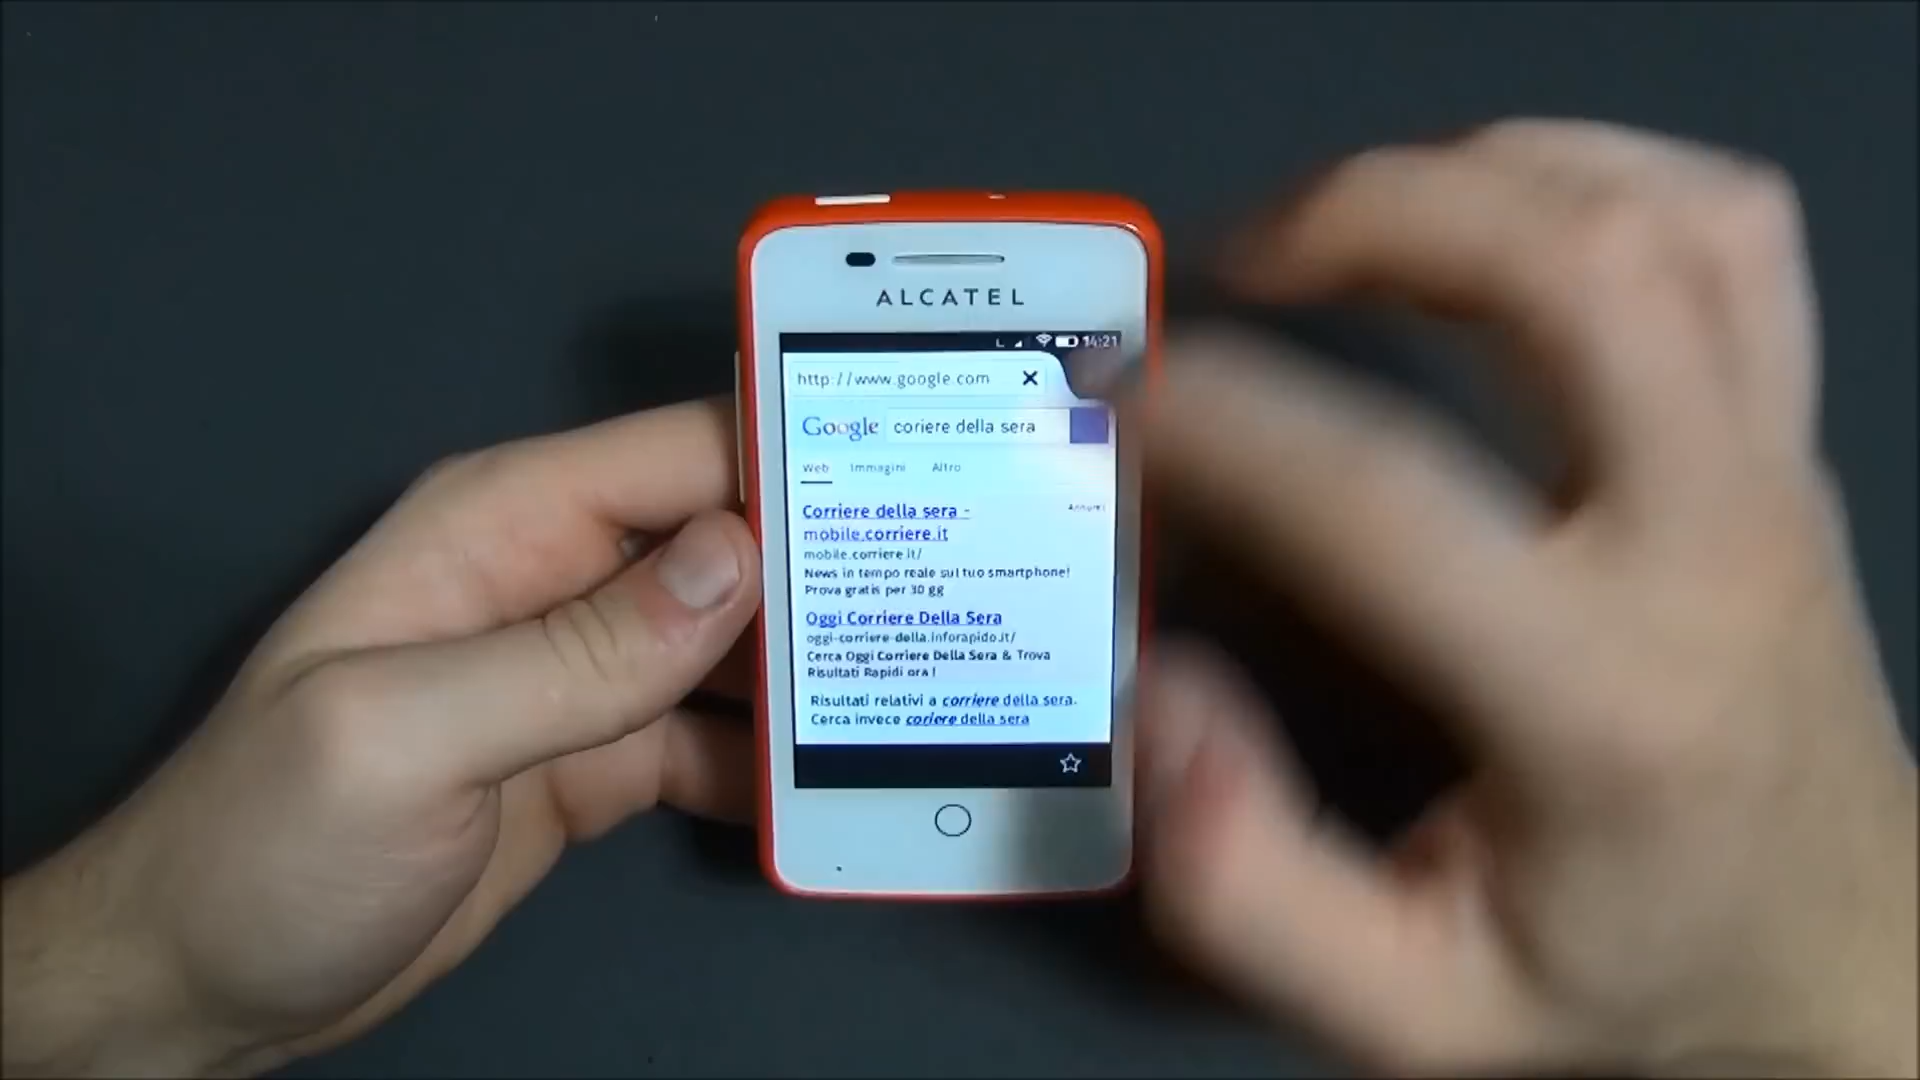 ALCATEL
14:21
http://www.google.com
Google coriere della sera
Web Immagini Altro
Corriere della sera -
mobile.corriere.it
Annunci
mobile.corriere.it/
News in tempo reale sul tuo smartphone!
Prova gratis per 30 gg
Oggi Corriere Della Sera
oggi-corriere-della.inforapido.it/
Cerca Oggi Corriere Della Sera & Trova
Risultati Rapidi ora !
Risultati relativi a corriere della sera.
Cerca invece coriere della sera